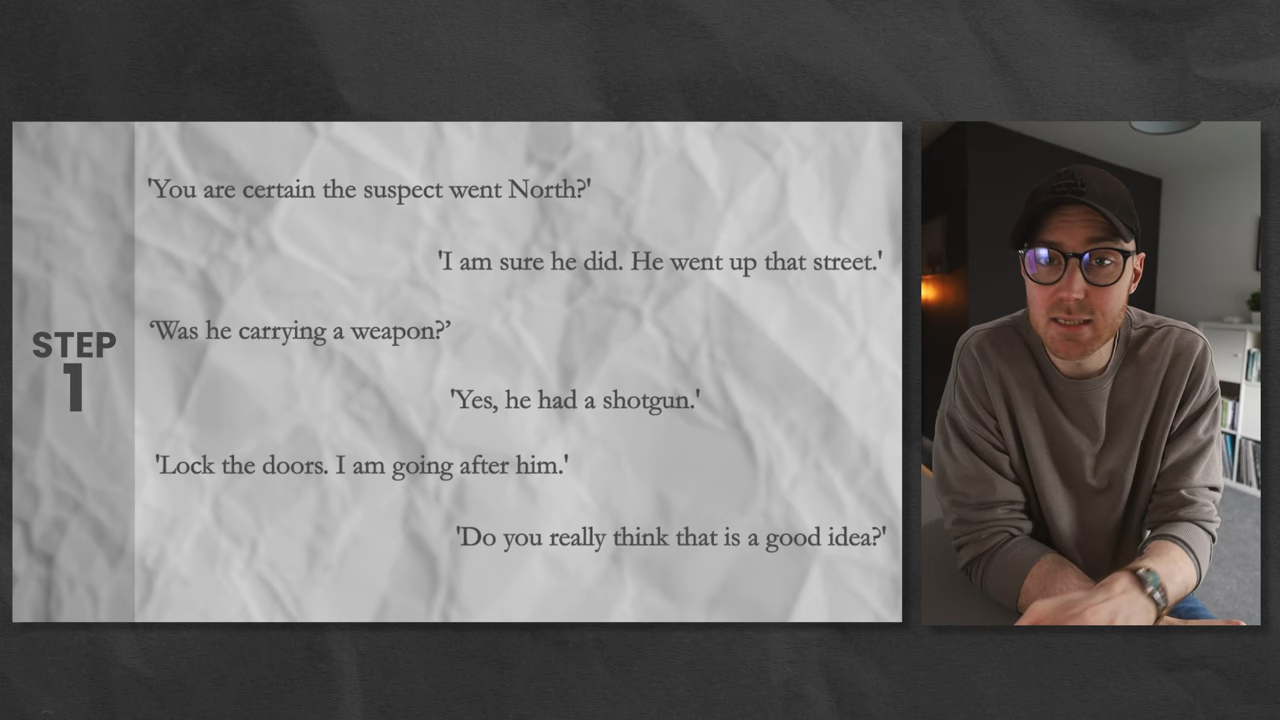 STEP
1
'You are certain the suspect went North?'
'I am sure he did. He went up that street.'
‘Was he carrying a weapon?’
'Yes, he had a shotgun.'
'Lock the doors. I am going after him.'
'Do you really think that is a good idea?'